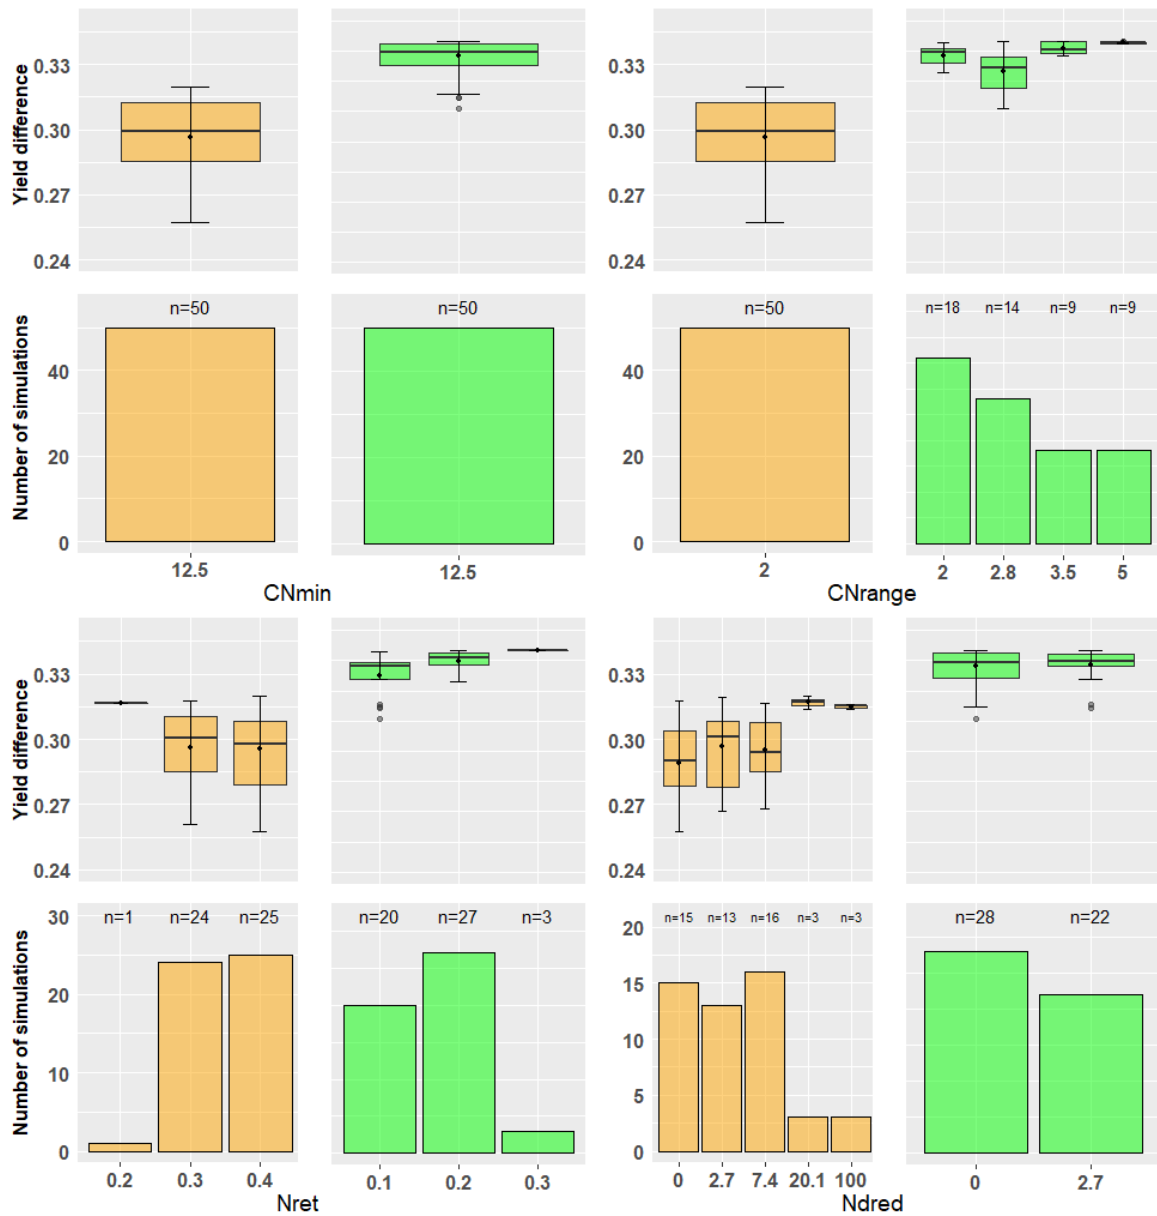 Yield difference
0.33
0.30
0.27
0.24
0.33
0.30
0.27
0.24
Number of simulations
40
20
0
n=50
n=50
40
20
0
n=50
n=18 n=14 n=9 n=9
12.5
12.5
2
2 2.8 3.5 5
CNmin
CNrange
Yield difference
0.33
0.30
0.27
0.24
0.33
0.30
0.27
0.24
Number of simulations
30
20
10
0
n=1 n=24 n=25
n=20 n=27 n=3
20
15
10
5
0
n=15 n=13 n=16 n=3 n=3
n=28 n=22
0.2 0.3 0.4
0.1 0.2 0.3
0 2.7 7.4 20.1 100
0 2.7
Nret
Ndred